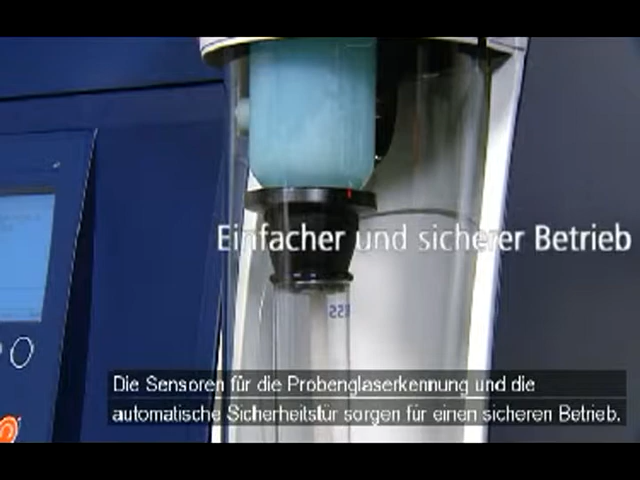 Einfacher und sicherer Betrieb
Die Sensoren für die Probenglaserkennung und die
automatische Sicherheitstür sorgen für einen sicheren Betrieb.